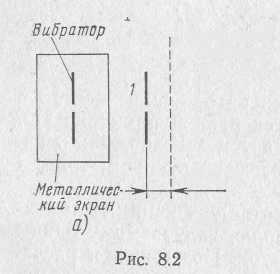 Вибратор
1
Металличес-
кий экран
а)
Рис. 8.2